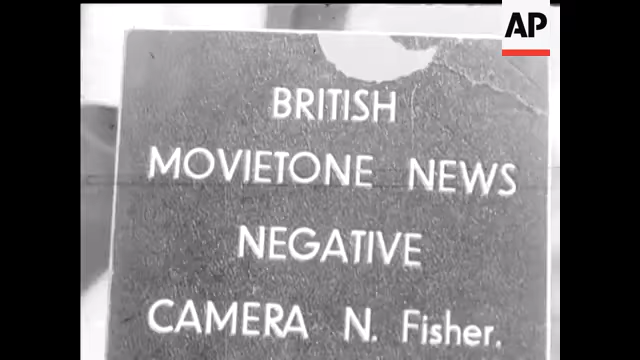 AP
BRITISH
MOVIETONE NEWS
NEGATIVE
CAMERA N. Fisher.